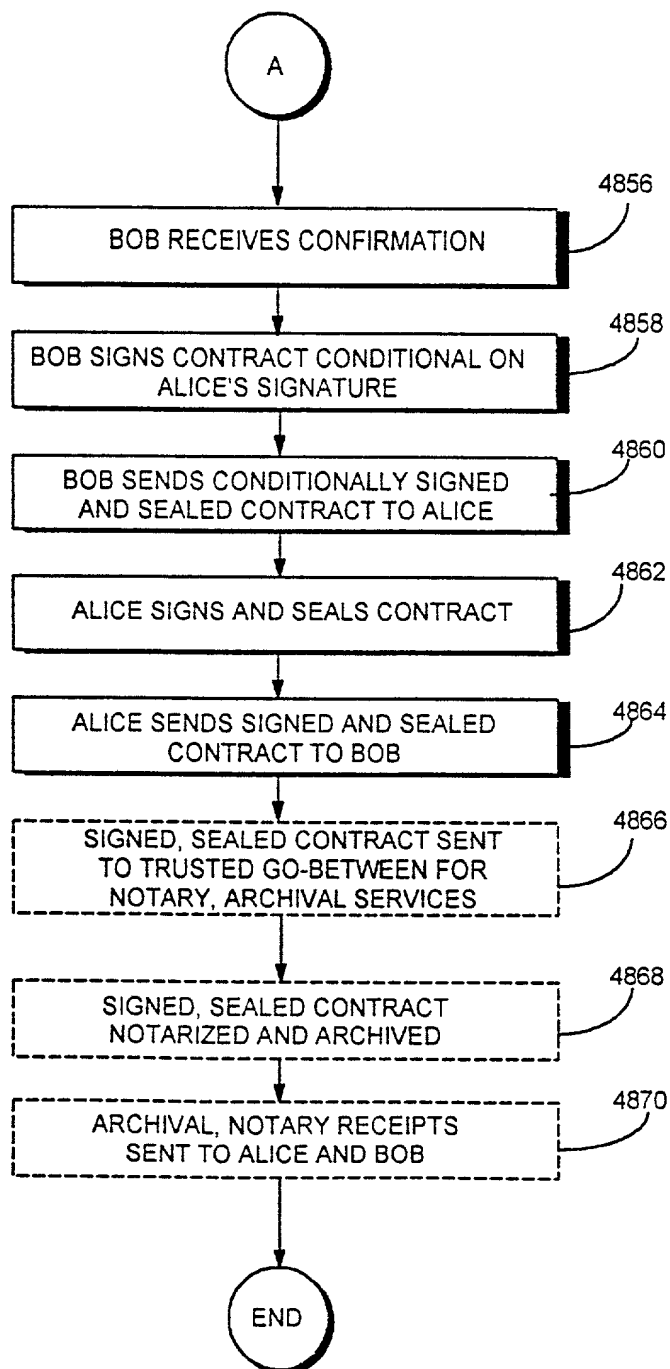 A
4856
BOB RECEIVES CONFIRMATION
4858
BOB SIGNS CONTRACT CONDITIONAL ON
ALICE'S SIGNATURE
4860
BOB SENDS CONDITIONALLY SIGNED
AND SEALED CONTRACT TO ALICE
4862
ALICE SIGNS AND SEALS CONTRACT
4864
ALICE SENDS SIGNED AND SEALED
CONTRACT TO BOB
4866
SIGNED, SEALED CONTRACT SENT
TO TRUSTED GO-BETWEEN FOR
NOTARY, ARCHIVAL SERVICES
4868
SIGNED, SEALED CONTRACT
NOTARIZED AND ARCHIVED
4870
ARCHIVAL, NOTARY RECEIPTS
SENT TO ALICE AND BOB
END